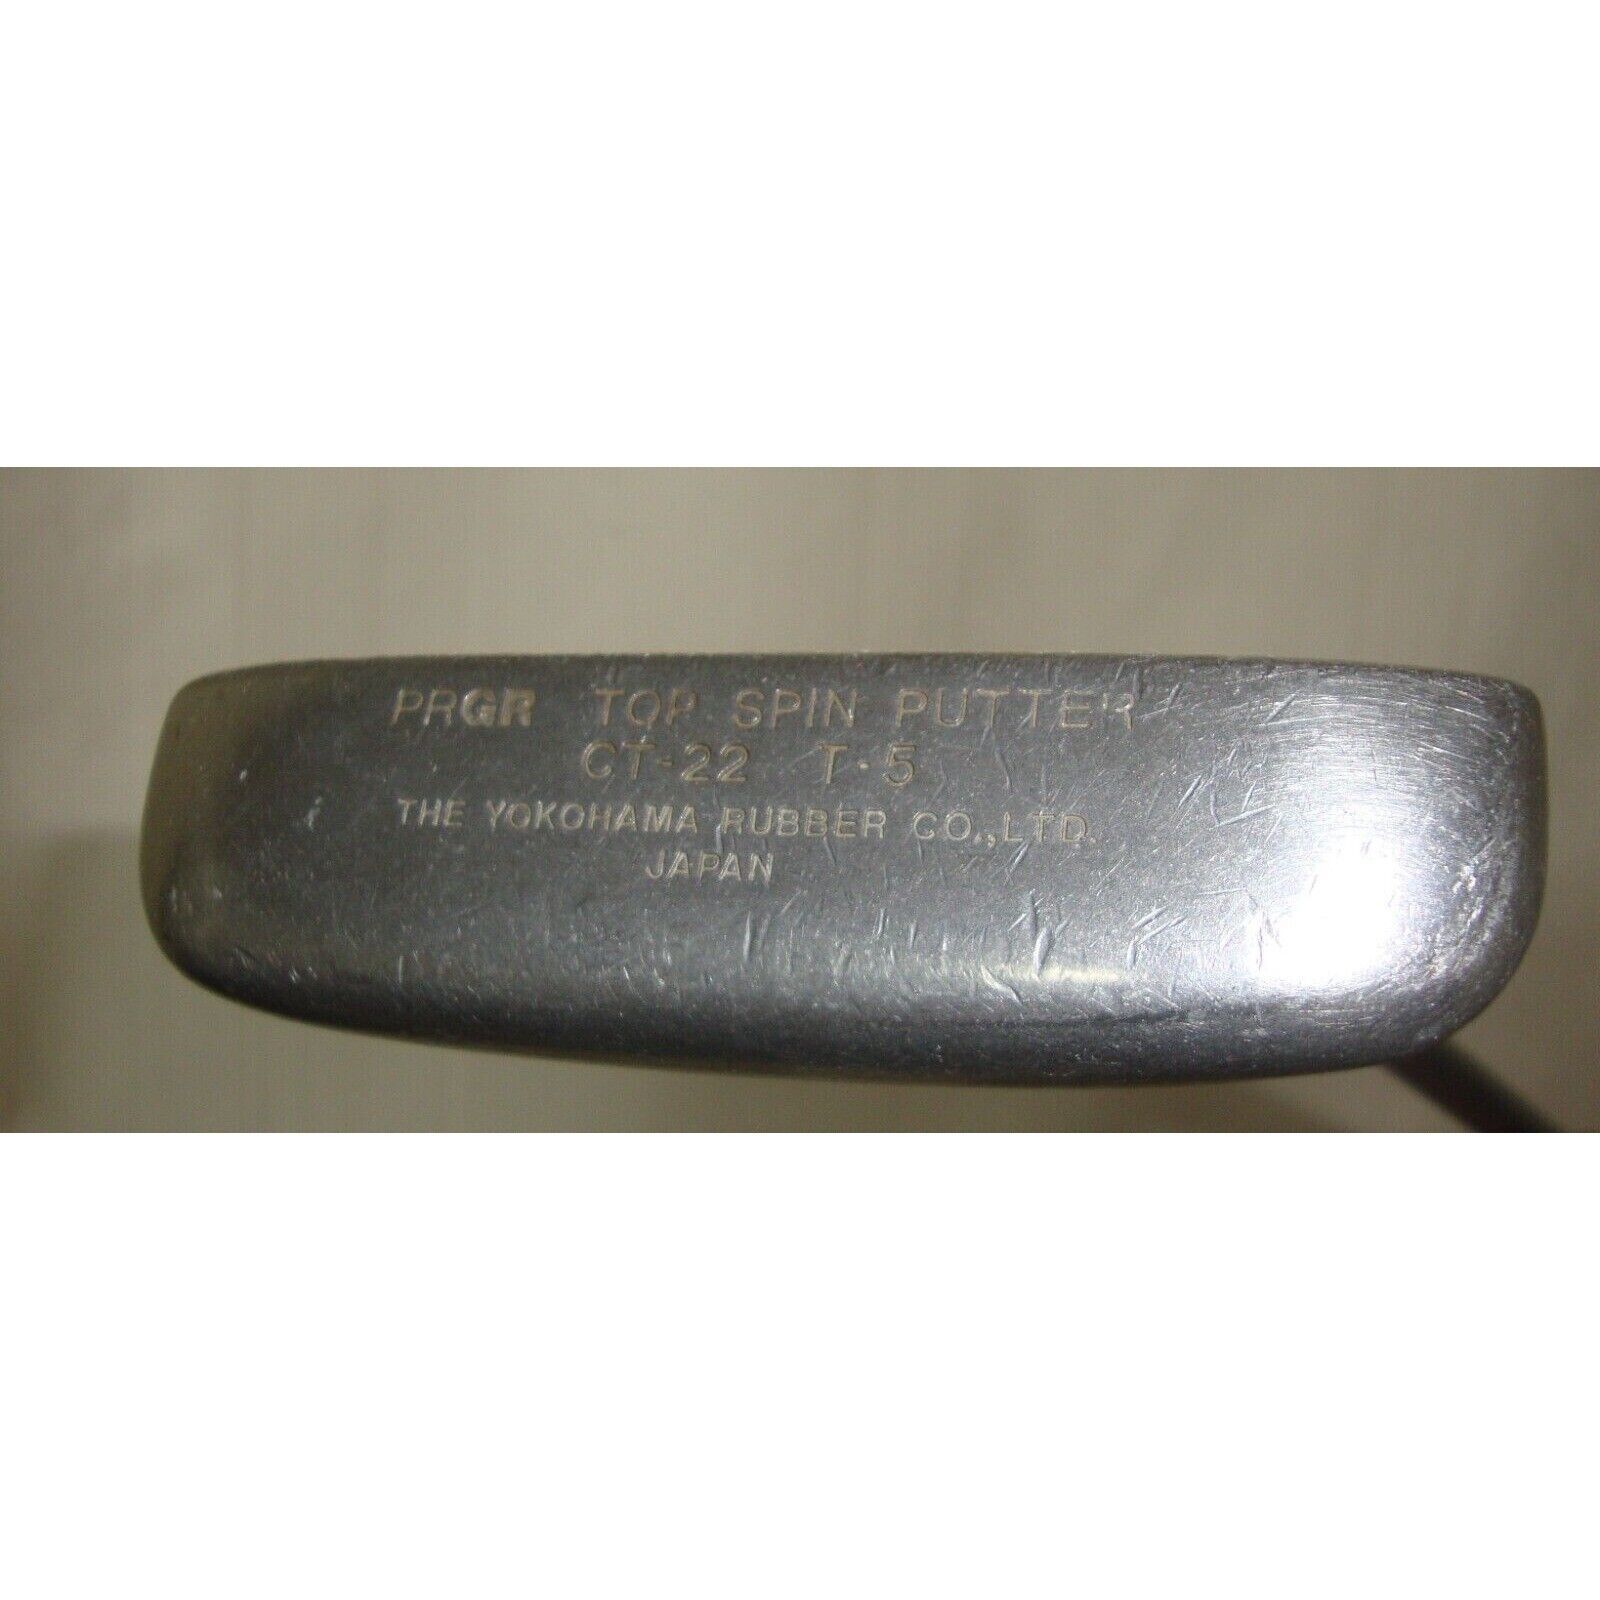 PRGR TOP SPIN PUTTER
CT-22 T·5
THE YOKOHAMA RUBBER CO.,LTD.
JAPAN